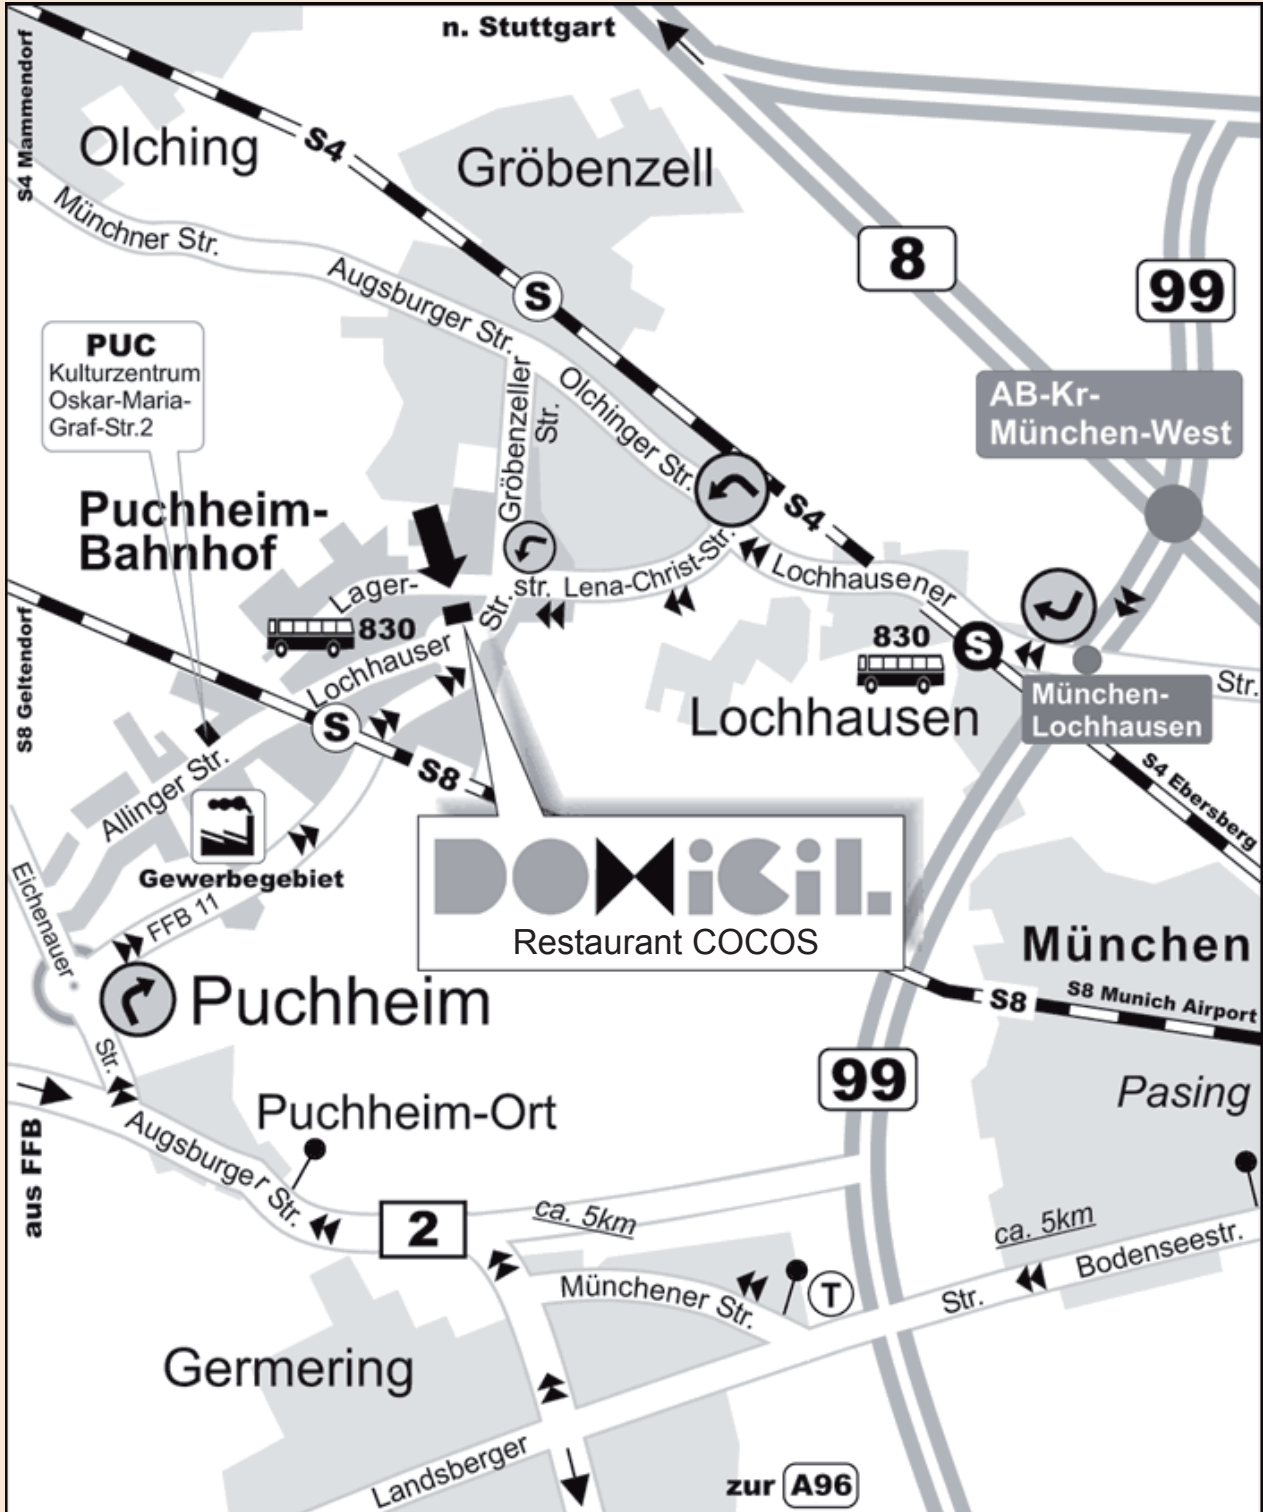 n. Stuttgart
S4 Mammendorf
S4
Olching
Gröbenzell
Münchner Str.
8
99
Augsburger Str.
S
PUC
Kulturzentrum
Oskar-Maria-
Graf-Str.2
Gröbenzeller
Str.
Olchinger Str.
AB-Kr-
München-West
Puchheim-
Bahnhof
S4
Lager-
str.
Lena-Christ-Str.
Lochhausener
Str.
830
Lochhauser
Str.
830
S
S8 Geltendorf
S
S8
Lochhausen
München-
Lochhausen
S4 Ebersberg
Allinger Str.
Gewerbegebiet
FFB 11
Eichenauer
Str.
DOMiCiL.
Restaurant COCOS
München
S8
S8 Munich Airport
Puchheim
99
Pasing
aus FFB
Puchheim-Ort
Augsburger Str.
2
ca. 5km
ca. 5km
Münchener Str.
T
Str.
Bodenseestr.
Germering
Landsberger
zur A96